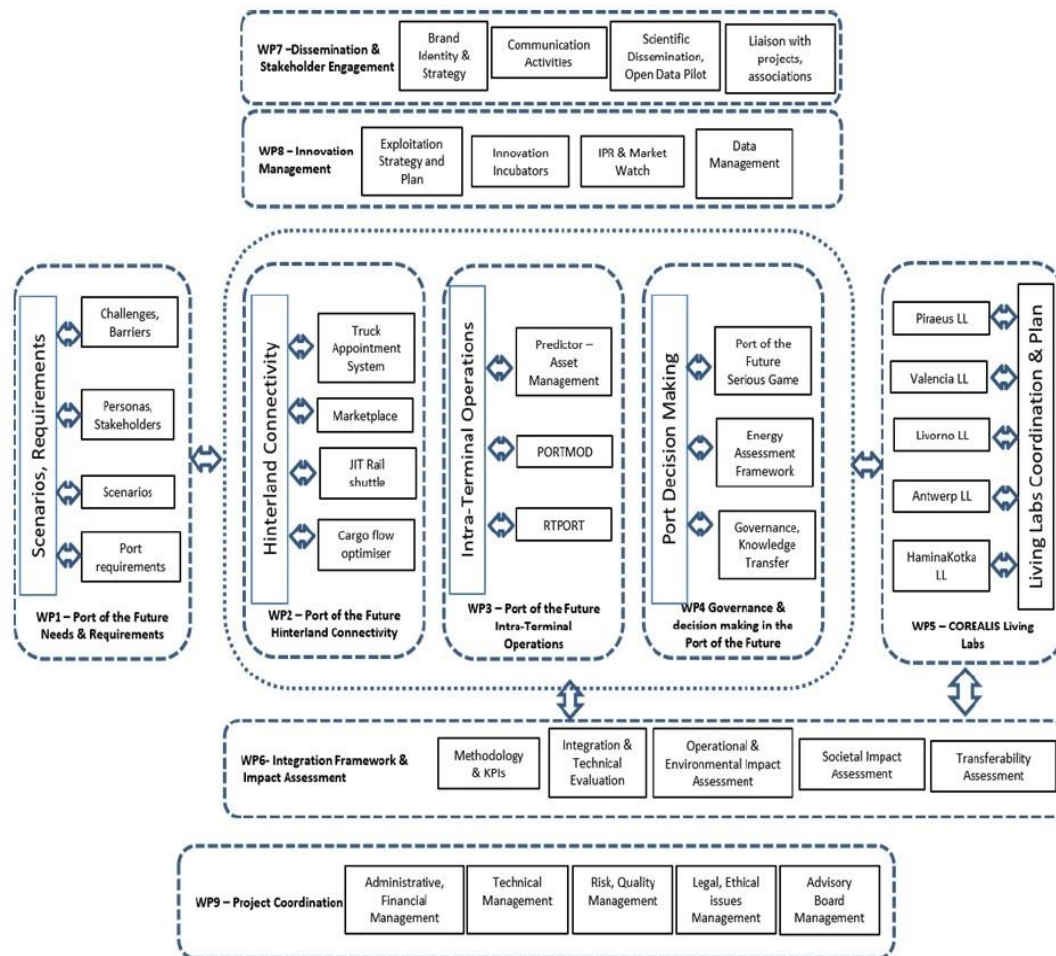 WP7 –Dissemination &
Stakeholder Engagement
Brand
Identity &
Strategy
Communication
Activities
Scientific
Dissemination,
Open Data Pilot
Liaison with
projects,
associations
WP8 – Innovation
Management
Exploitation
Strategy and
Plan
Innovation
Incubators
IPR & Market
Watch
Data
Management
Scenarios, Requirements
Challenges,
Barriers
Personas,
Stakeholders
Scenarios
Port
requirements
WP1 – Port of the Future
Needs & Requirements
Hinterland Connectivity
Truck
Appointment
System
Marketplace
JIT Rail
shuttle
Cargo flow
optimiser
WP2 – Port of the Future
Hinterland Connectivity
Intra-Terminal Operations
Predictor –
Asset
Management
PORTMOD
RTPORT
WP3 – Port of the Future
Intra-Terminal
Operations
Port Decision Making
Port of the
Future
Serious Game
Energy
Assessment
Framework
Governance,
Knowledge
Transfer
WP4 Governance &
decision making in the
Port of the Future
Piraeus LL
Valencia LL
Livorno LL
Antwerp LL
HaminaKotka
LL
Living Labs Coordination & Plan
WP5 – COREALIS Living
Labs
WP6- Integration Framework &
Impact Assessment
Methodology
& KPIs
Integration &
Technical
Evaluation
Operational &
Environmental Impact
Assessment
Societal Impact
Assessment
Transferability
Assessment
WP9 – Project Coordination
Administrative,
Financial
Management
Technical
Management
Risk, Quality
Management
Legal, Ethical
issues
Management
Advisory
Board
Management